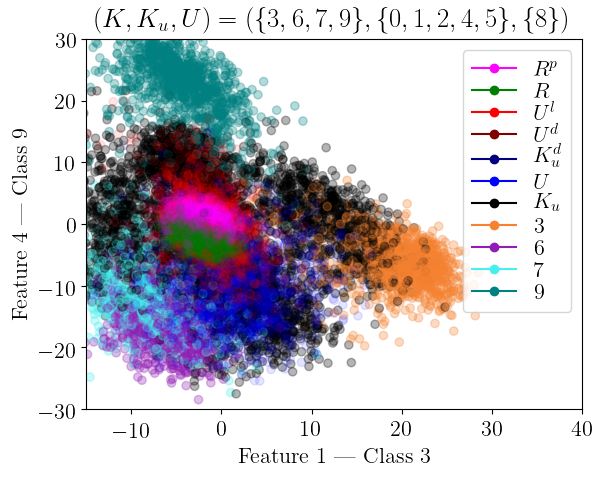 (K, K_u, U) = ({3, 6, 7, 9}, {0, 1, 2, 4, 5}, {8})
30
20
10
0
−10
−20
−30
−10
0
10
20
30
40
Feature 4 — Class 9
Feature 1 — Class 3
R^p
R
U^l
U^d
K_u^d
U
K_u
3
6
7
9